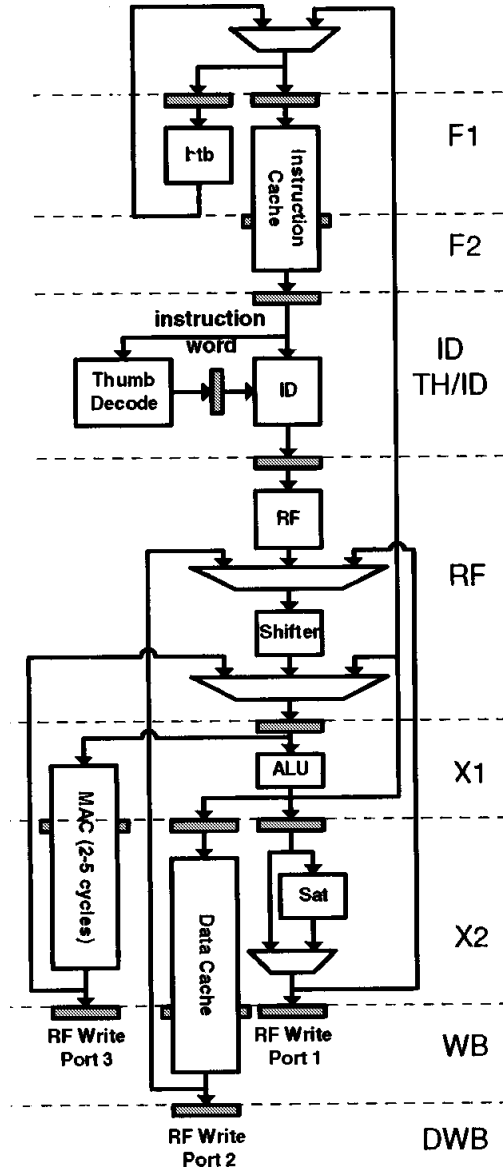 F1
btb
Instruction
Cache
F2
instruction
word
ID
TH/ID
Thumb
Decode
ID
RF
RF
Shifter
ALU
X1
MAC (2-5 cycles)
Data Cache
Sat
X2
RF Write
Port 3
RF Write
Port 1
WB
RF Write
Port 2
DWB